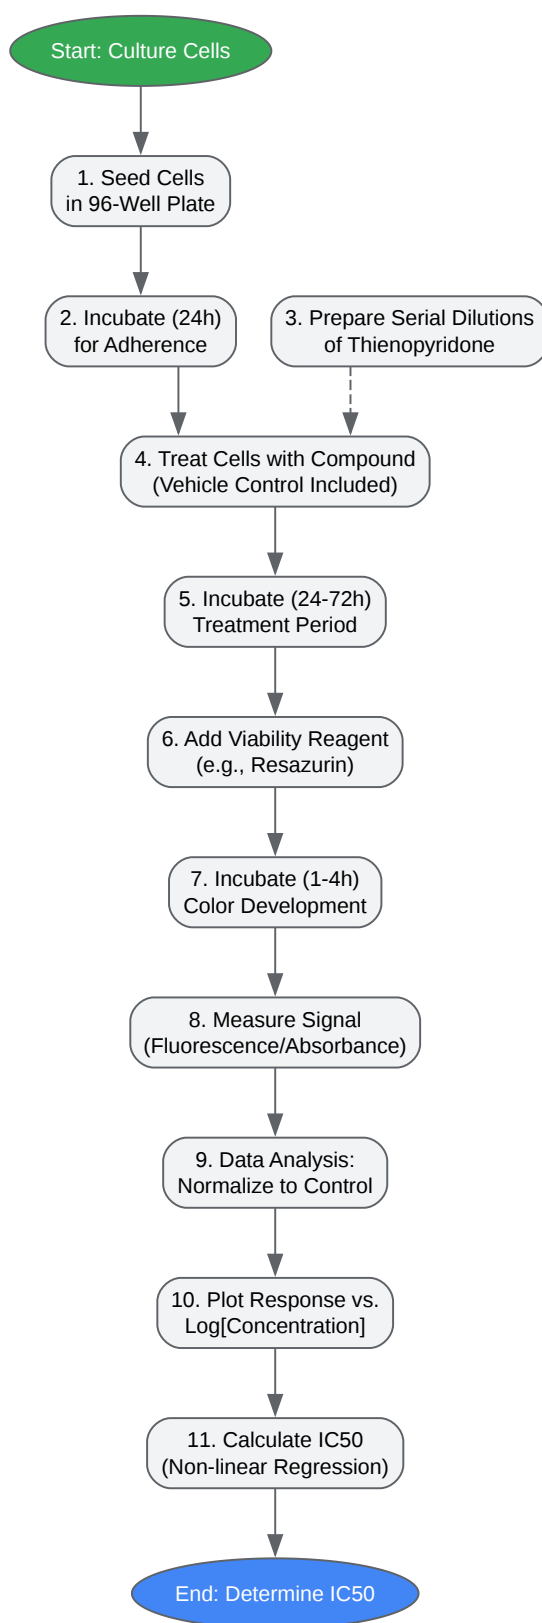 Start: Culture Cells
1. Seed Cells
in 96-Well Plate
2. Incubate (24h)
for Adherence
3. Prepare Serial Dilutions
of Thienopyridone
4. Treat Cells with Compound
(Vehicle Control Included)
5. Incubate (24-72h)
Treatment Period
6. Add Viability Reagent
(e.g., Resazurin)
7. Incubate (1-4h)
Color Development
8. Measure Signal
(Fluorescence/Absorbance)
9. Data Analysis:
Normalize to Control
10. Plot Response vs.
Log[Concentration]
11. Calculate IC50
(Non-linear Regression)
End: Determine IC50